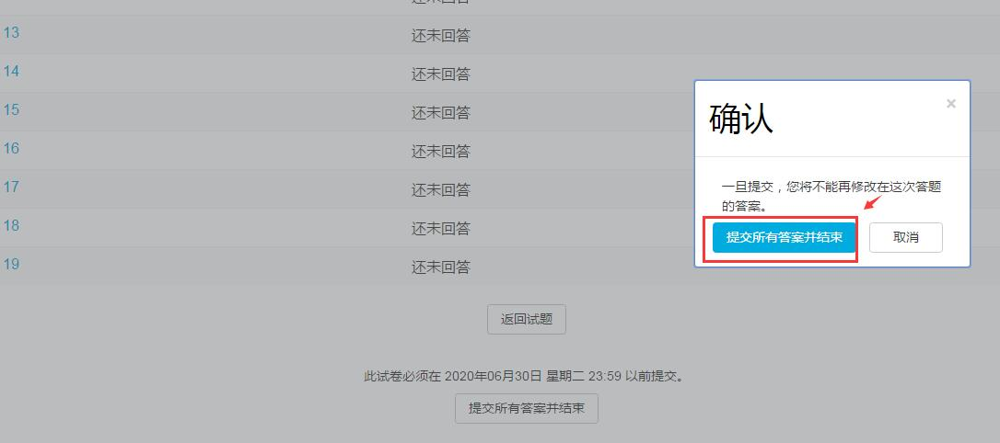 还未回答
13 还未回答
14 还未回答
15 还未回答
16 还未回答
17 还未回答
18 还未回答
19 还未回答
返回试题
此试卷必须在 2020年06月30日 星期二 23:59 以前提交。
提交所有答案并结束
确认
×
一旦提交，您将不能再修改在这次答题
的答案。
提交所有答案并结束 取消